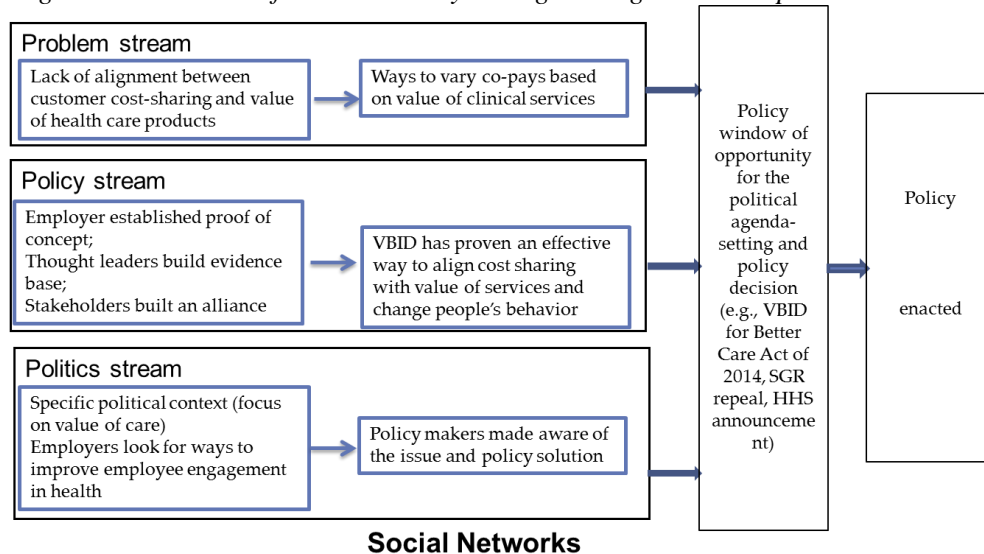 Problem stream
Lack of alignment between
customer cost-sharing and value
of health care products
Ways to vary co-pays based
on value of clinical services
Policy stream
Employer established proof of
concept;
Thought leaders build evidence
base;
Stakeholders built an alliance
VBID has proven an effective
way to align cost sharing
with value of services and
change people's behavior
Politics stream
Specific political context (focus
on value of care)
Employers look for ways to
improve employee engagement
in health
Policy makers made aware of
the issue and policy solution
Policy
window of
opportunity
for the
political
agenda-
setting and
policy
decision
(e.g., VBID
for Better
Care Act of
2014, SGR
repeal, HHS
announceme
nt)
Policy
enacted
Social Networks